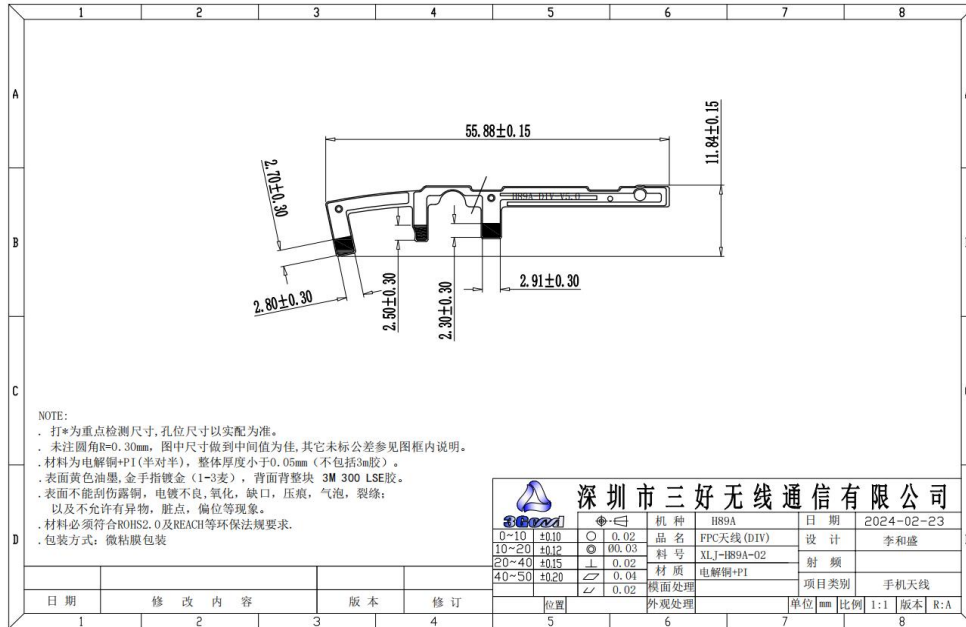 1 2 3 4 5 6 7 8
A
B
C
D
55.88±0.15
11.84±0.15
2.70±0.30
H89A-DIV-V5.0
2.80±0.30
2.50±0.30
2.30±0.30
2.91±0.30
NOTE:
. 打*为重点检测尺寸,孔位尺寸以实配为准。
. 未注圆角R=0.30mm, 图中尺寸做到中间值为佳,其它未标公差参见图框内说明。
.材料为电解铜+PI(半对半), 整体厚度小于0.05mm (不包括3m胶) 。
.表面黄色油墨,金手指镀金 (1-3麦) , 背面背整块 3M 300 LSE胶。
.表面不能刮伤露铜, 电镀不良,氧化, 缺口, 压痕, 气泡, 裂缘;
以及不允许有异物, 脏点, 偏位等现象。
.材料必须符合ROHS2.0及REACH等环保法规要求.
.包装方式: 微粘膜包装
深圳市三好无线通信有限公司
3Good
机 种 H89A 日 期 2024-02-23
0~10 ±0.10 0.02 品 名 FPC天线(DIV) 设 计 李和盛
10~20 ±0.12 00.03 料 号 XLJ-H89A-02 射 频
20~40 ±0.15 0.02 材 质 电解铜+PI
40~50 ±0.20 0.04 模面处理 项目类别 手机天线
0.02
位置 外观处理 单位 mm 比例 1:1 版本 R:A
日 期 修 改 内 容 版 本 修 订
1 2 3 4 5 6 7 8